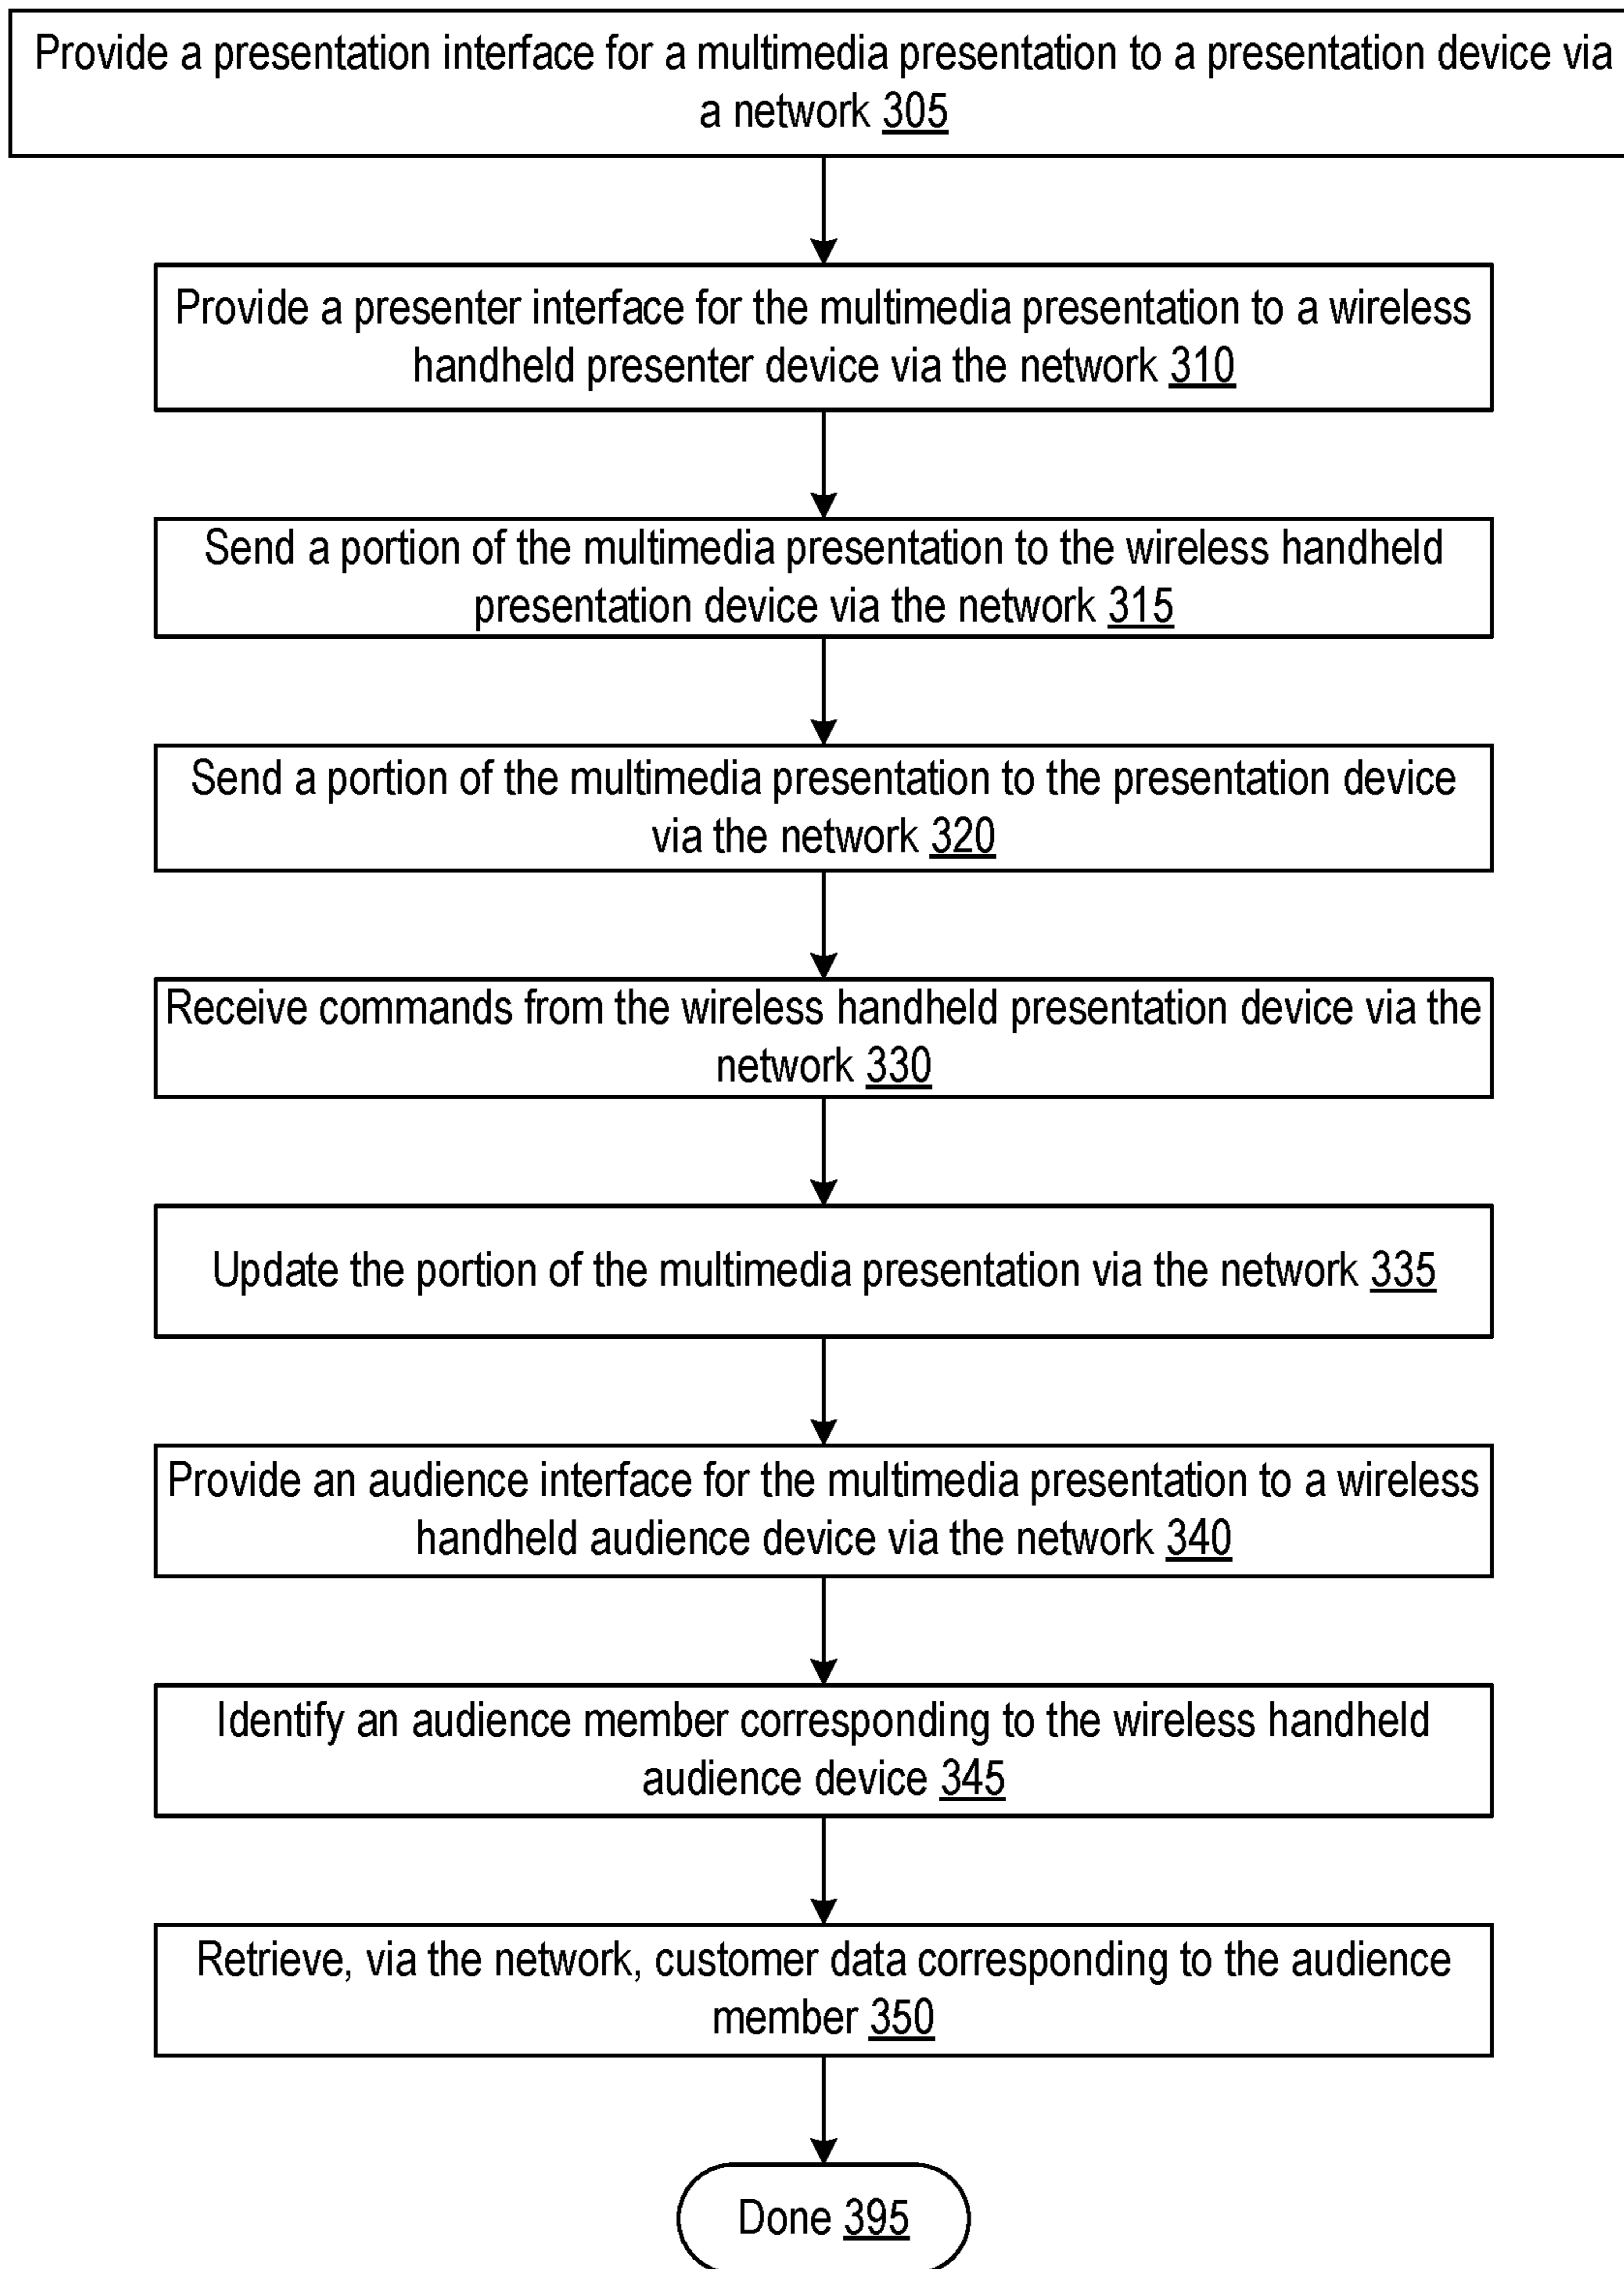 Provide a presentation interface for a multimedia presentation to a presentation device via
a network 305
Provide a presenter interface for the multimedia presentation to a wireless
handheld presenter device via the network 310
Send a portion of the multimedia presentation to the wireless handheld
presentation device via the network 315
Send a portion of the multimedia presentation to the presentation device
via the network 320
Receive commands from the wireless handheld presentation device via the
network 330
Update the portion of the multimedia presentation via the network 335
Provide an audience interface for the multimedia presentation to a wireless
handheld audience device via the network 340
Identify an audience member corresponding to the wireless handheld
audience device 345
Retrieve, via the network, customer data corresponding to the audience
member 350
Done 395